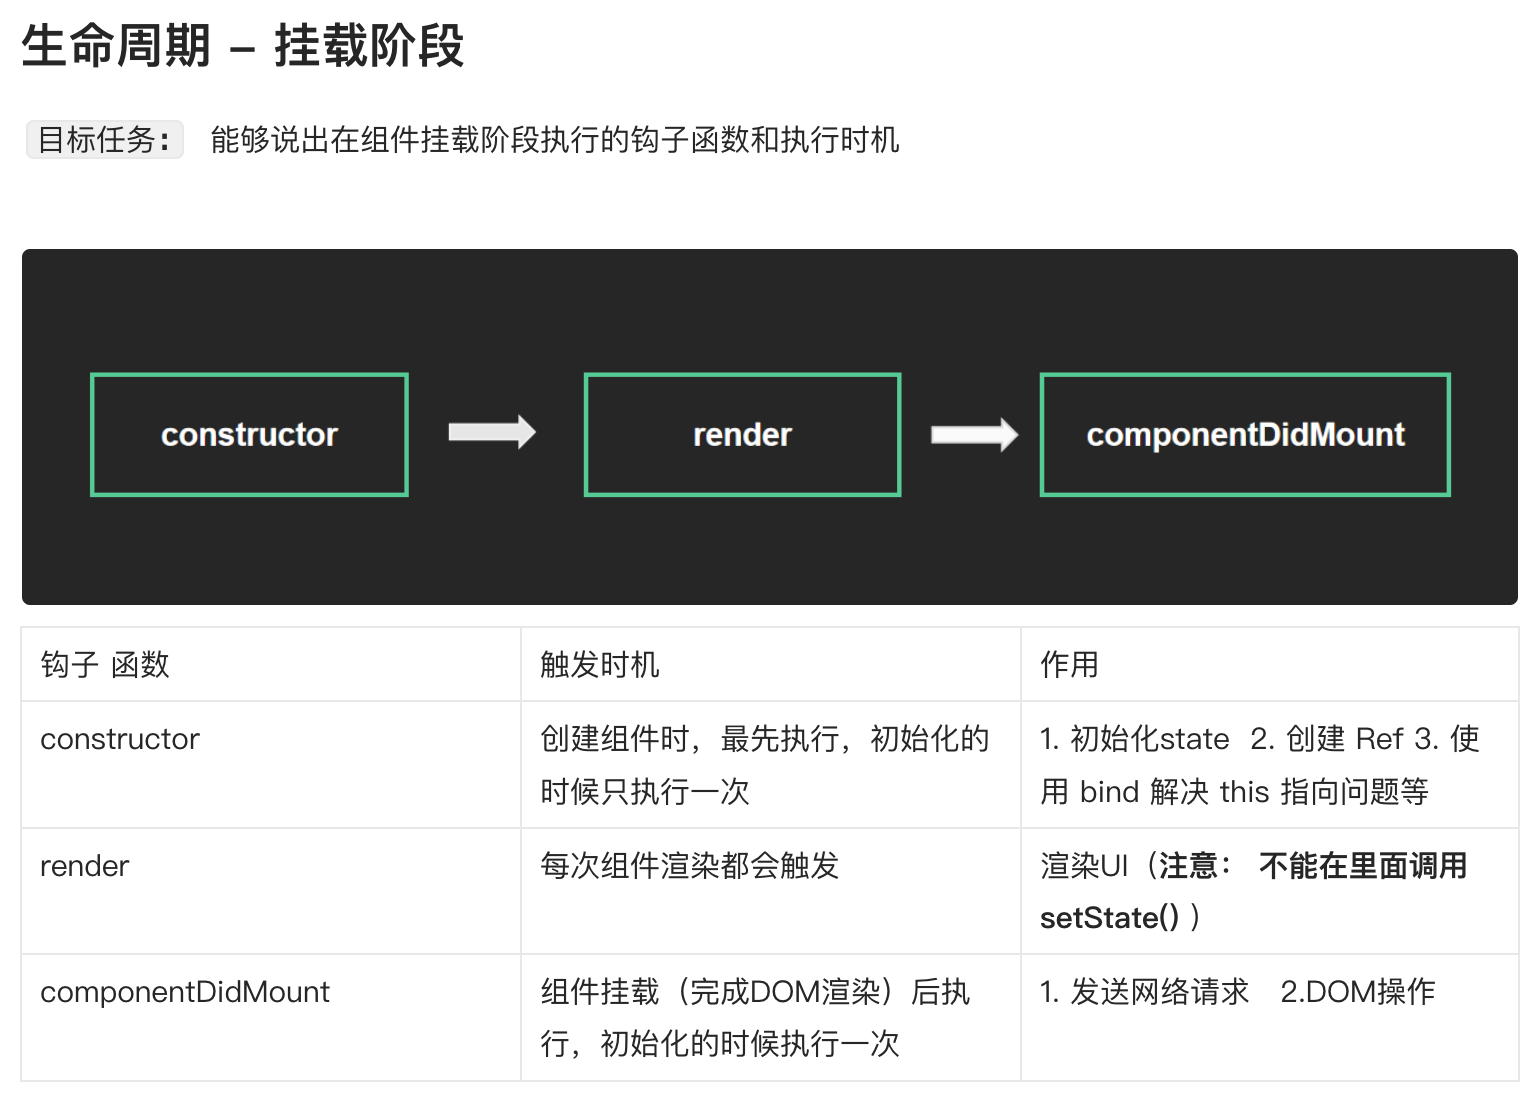 生命周期 – 挂载阶段
目标任务： 能够说出在组件挂载阶段执行的钩子函数和执行时机
constructor
render
componentDidMount
钩子 函数
触发时机
作用
constructor
创建组件时，最先执行，初始化的
时候只执行一次
1. 初始化state 2. 创建 Ref 3. 使
用 bind 解决 this 指向问题等
render
每次组件渲染都会触发
渲染UI（注意： 不能在里面调用
setState() ）
componentDidMount
组件挂载（完成DOM渲染）后执
行，初始化的时候执行一次
1. 发送网络请求 2.DOM操作